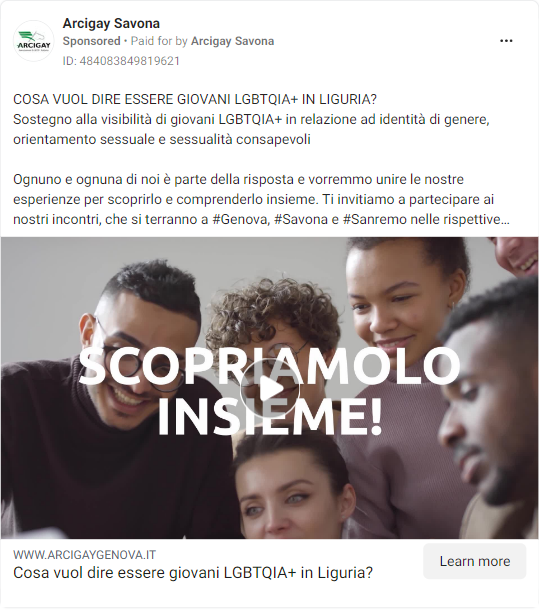 Arcigay Savona
Sponsored • Paid for by Arcigay Savona
ID: 484083849819621
ARCIGAY
COSA VUOL DIRE ESSERE GIOVANI LGBTQIA+ IN LIGURIA?
Sostegno alla visibilità di giovani LGBTQIA+ in relazione ad identità di genere,
orientamento sessuale e sessualità consapevoli
Ognuno e ognuna di noi è parte della risposta e vorremmo unire le nostre
esperienze per scoprirlo e comprenderlo insieme. Ti invitiamo a partecipare ai
nostri incontri, che si terranno a #Genova, #Savona e #Sanremo nelle rispettive...
SCOPRIAMOLO
INSIEME!
WWW.ARCIGAYGENOVA.IT
Cosa vuol dire essere giovani LGBTQIA+ in Liguria?
Learn more